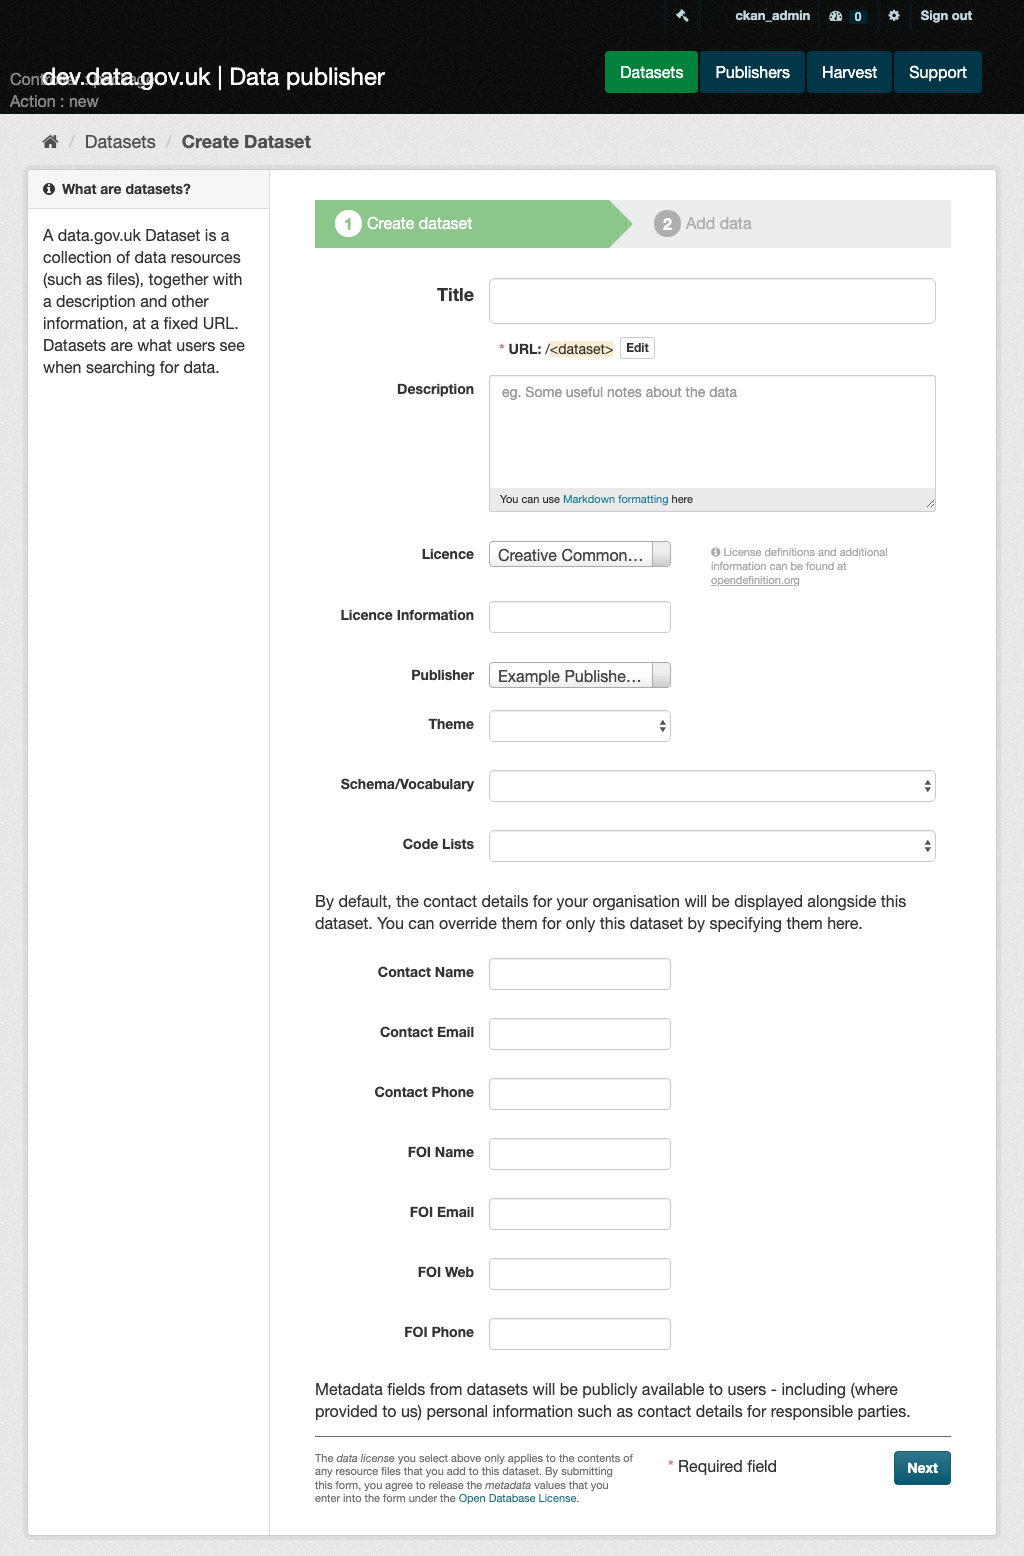 ckan_admin 0 Sign out
dev.data.gov.uk | Data publisher
Action : new
Datasets Publishers Harvest Support
/ Datasets / Create Dataset
What are datasets?
A data.gov.uk Dataset is a
collection of data resources
(such as files), together with
a description and other
information, at a fixed URL.
Datasets are what users see
when searching for data.
1 Create dataset
2 Add data
Title
* URL: /<dataset> Edit
Description
eg. Some useful notes about the data
You can use Markdown formatting here
Licence
Creative Common...
License definitions and additional
information can be found at
opendefinition.org
Licence Information
Publisher
Example Publishe...
Theme
Schema/Vocabulary
Code Lists
By default, the contact details for your organisation will be displayed alongside this
dataset. You can override them for only this dataset by specifying them here.
Contact Name
Contact Email
Contact Phone
FOI Name
FOI Email
FOI Web
FOI Phone
Metadata fields from datasets will be publicly available to users - including (where
provided to us) personal information such as contact details for responsible parties.
The data license you select above only applies to the contents of
any resource files that you add to this dataset. By submitting
this form, you agree to release the metadata values that you
enter into the form under the Open Database License.
* Required field
Next